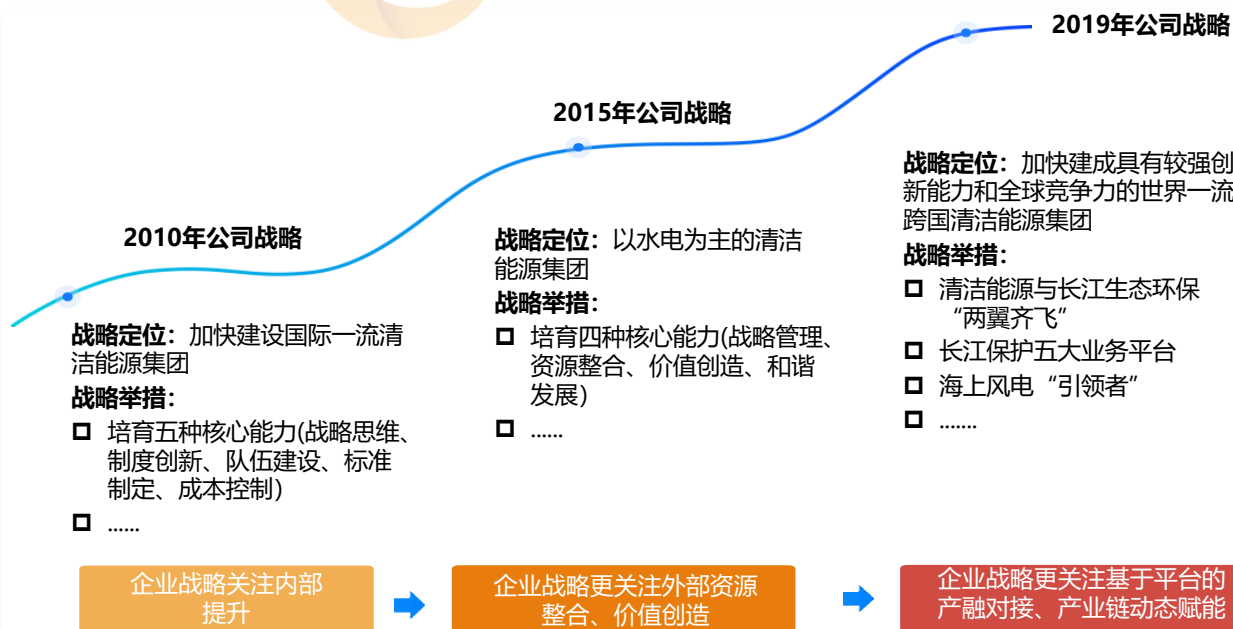 2019年公司战略
2015年公司战略
2010年公司战略
战略定位：加快建设国际一流清
洁能源集团
战略举措：
培育五种核心能力(战略思维、
制度创新、队伍建设、标准
制定、成本控制)
......
战略定位：以水电为主的清洁
能源集团
战略举措：
培育四种核心能力(战略管理、
资源整合、价值创造、和谐
发展)
......
战略定位：加快建成具有较强创
新能力和全球竞争力的世界一流
跨国清洁能源集团
战略举措：
清洁能源与长江生态环保
“两翼齐飞”
长江保护五大业务平台
海上风电“引领者”
.......
企业战略关注内部
提升
企业战略更关注外部资源
整合、价值创造
企业战略更关注基于平台的
产融对接、产业链动态赋能